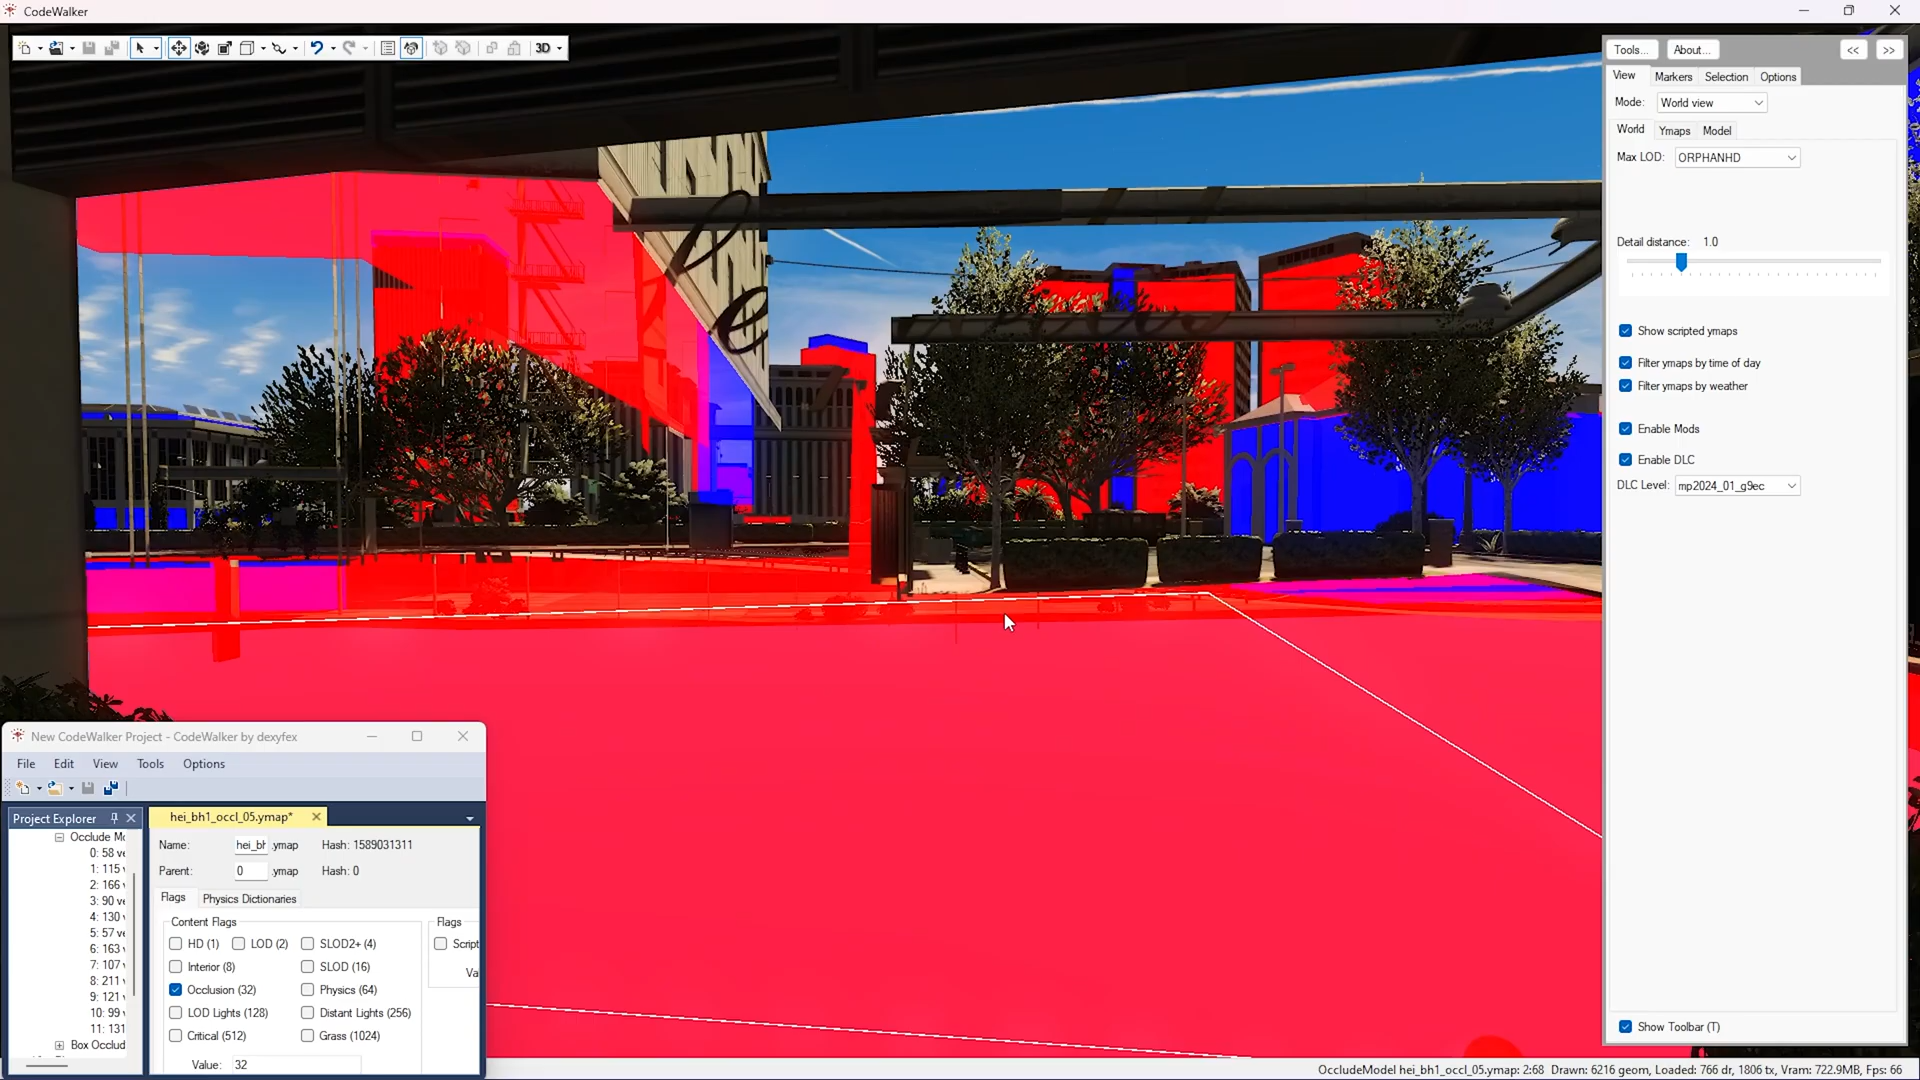 CodeWalker
3D
Tools...
About...
<<
>>
View
Markers
Selection
Options
Mode:
World view
World
Ymaps
Model
Max LOD:
ORPHANHD
Detail distance:
1.0
Show scripted ymaps
Filter ymaps by time of day
Filter ymaps by weather
Enable Mods
Enable DLC
DLC Level:
mp2024_01_g9ec
Show Toolbar (T)
New CodeWalker Project - CodeWalker by dexyfex
File
Edit
View
Tools
Options
Project Explorer
Occlude Mo
0: 58 ve
1: 115
2: 166
3: 90 ve
4: 130
5: 57 ve
6: 163
7: 107
8: 211
9: 121
10: 99
11: 131
Box Occlud
hei_bh1_occl_05.ymap*
Name:
hei_bh
.ymap
Hash: 1589031311
Parent:
0
.ymap
Hash: 0
Flags
Physics Dictionaries
Content Flags
HD (1)
LOD (2)
SLOD2+ (4)
Interior (8)
SLOD (16)
Occlusion (32)
Physics (64)
LOD Lights (128)
Distant Lights (256)
Critical (512)
Grass (1024)
Value:
32
Flags
Script
Va
OccludeModel hei_bh1_occl_05.ymap: 2:68 Drawn: 6216 geom, Loaded: 766 dr, 1806 tx, Vram: 722.9MB, Fps: 66